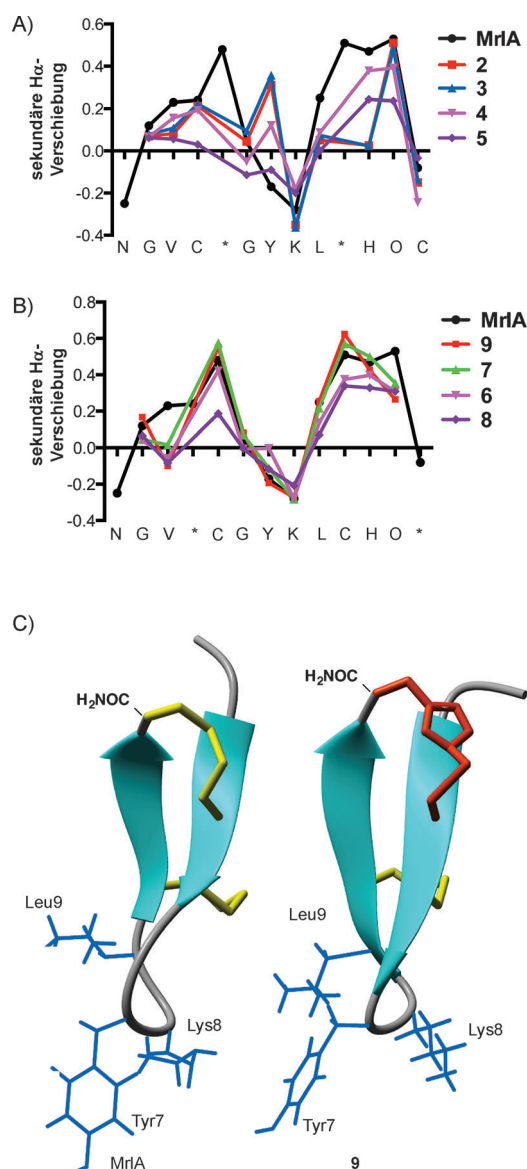 A)
sekundäre Hα-
Verschiebung
0.6
0.4
0.2
0.0
-0.2
-0.4
N G V C * G Y K L * H O C
MrIA
2
3
4
5
B)
sekundäre Hα-
Verschiebung
0.8
0.6
0.4
0.2
0.0
-0.2
-0.4
N G V * C G Y K L C H O *
MrIA
9
7
6
8
C)
H₂NOC
H₂NOC
Leu9
Leu9
Lys8
Lys8
Tyr7
Tyr7
MrIA
9